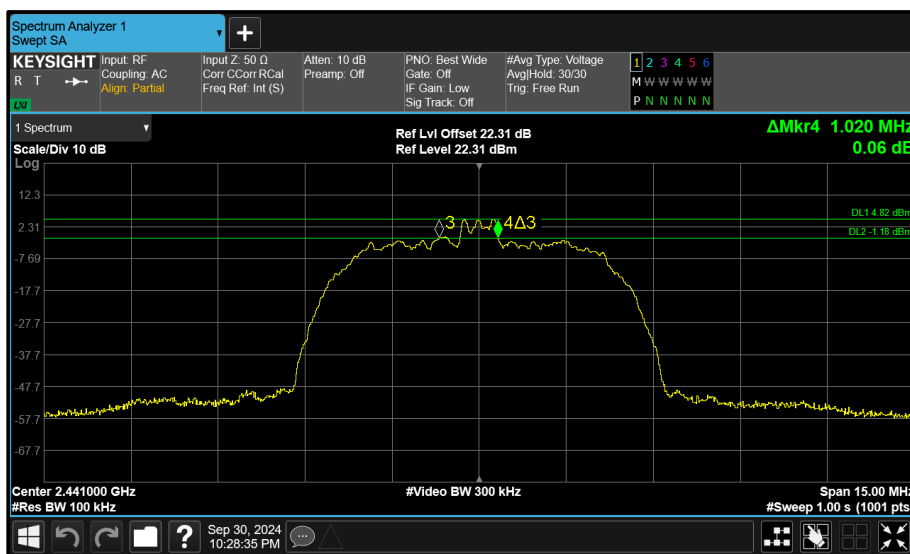 Spectrum Analyzer 1
Swept SA
KEYSIGHT
R T
LXI
Input: RF
Coupling: AC
Align: Partial
Input Z: 50 Ω
Corr CCorr RCal
Freq Ref: Int (S)
Atten: 10 dB
Preamp: Off
PNO: Best Wide
Gate: Off
IF Gain: Low
Sig Track: Off
#Avg Type: Voltage
Avg|Hold: 30/30
Trig: Free Run
1 2 3 4 5 6
M W W W W W
P N N N N N
1 Spectrum
Scale/Div 10 dB
Ref Lvl Offset 22.31 dB
Ref Level 22.31 dBm
ΔMkr4 1.020 MHz
0.06 dB
Log
12.3
2.31
-7.69
-17.7
-27.7
-37.7
-47.7
-57.7
-67.7
DL1 4.82 dBm
DL2 -1.18 dBm
3
4Δ3
Center 2.441000 GHz
#Res BW 100 kHz
#Video BW 300 kHz
Span 15.00 MHz
#Sweep 1.00 s (1001 pts
?
Sep 30, 2024
10:28:35 PM